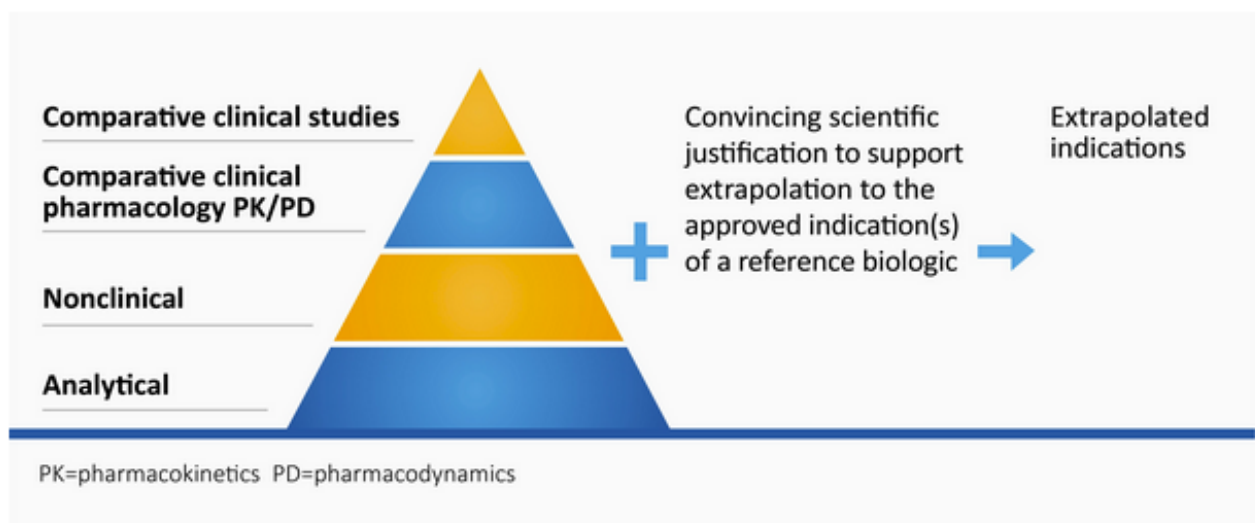 Comparative clinical studies
Comparative clinical
pharmacology PK/PD
Nonclinical
Analytical
Convincing scientific
justification to support
extrapolation to the
approved indication(s)
of a reference biologic
Extrapolated
indications
PK=pharmacokinetics PD=pharmacodynamics